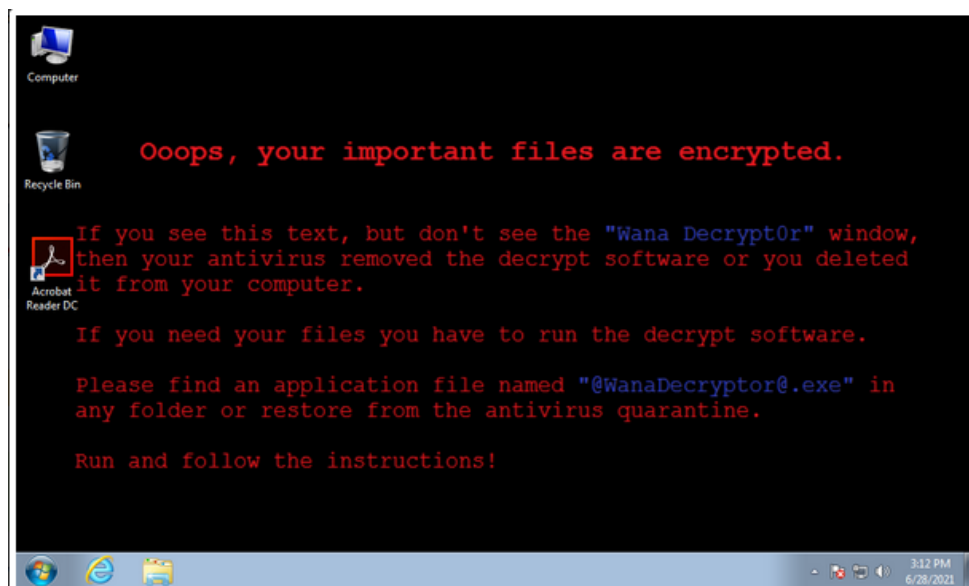 Computer
Ooops, your important files are encrypted.
Recycle Bin
If you see this text, but don't see the "Wana Decrypt0r" window,
then your antivirus removed the decrypt software or you deleted
it from your computer.
Acrobat
Reader DC
If you need your files you have to run the decrypt software.
Please find an application file named "@WanaDecryptor@.exe" in
any folder or restore from the antivirus quarantine.
Run and follow the instructions!
3:12 PM
6/28/2021